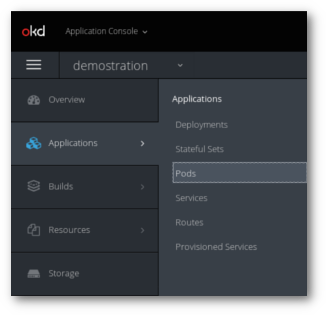 okd Application Console
demostration
Overview
Applications
Builds
Resources
Storage
Applications
Deployments
Stateful Sets
Pods
Services
Routes
Provisioned Services